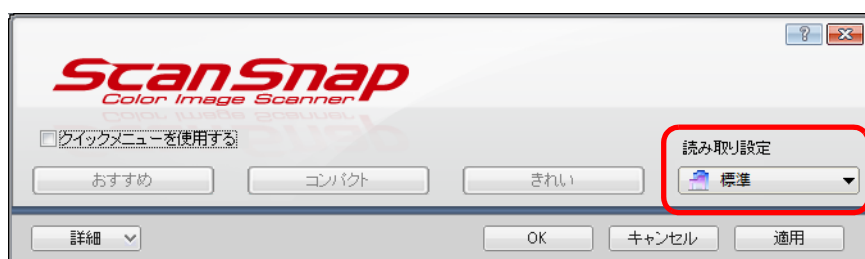 ScanSnap
Color Image Scanner
クイックメニューを使用する
読み取り設定
おすすめ コンパクト きれい 標準
詳細 OK キャンセル 適用